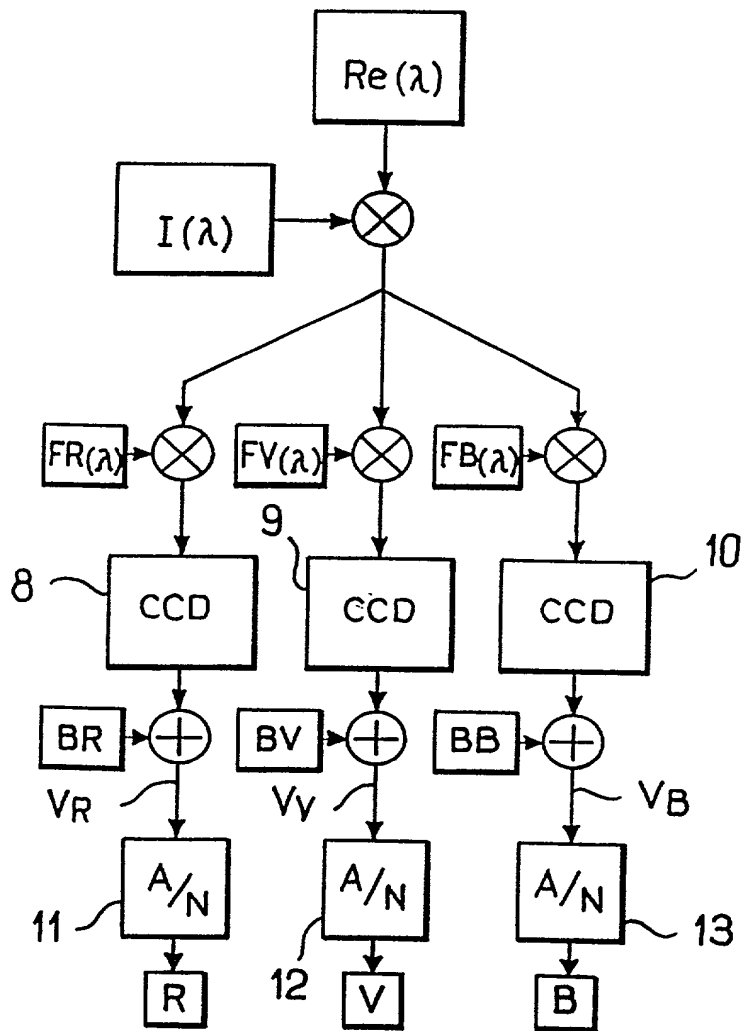 Re(λ)
I(λ)
FR(λ)
FV(λ)
FB(λ)
8
CCD
9
CCD
10
CCD
BR
BV
BB
VR
VV
VB
11
A/N
12
A/N
13
A/N
R
V
B